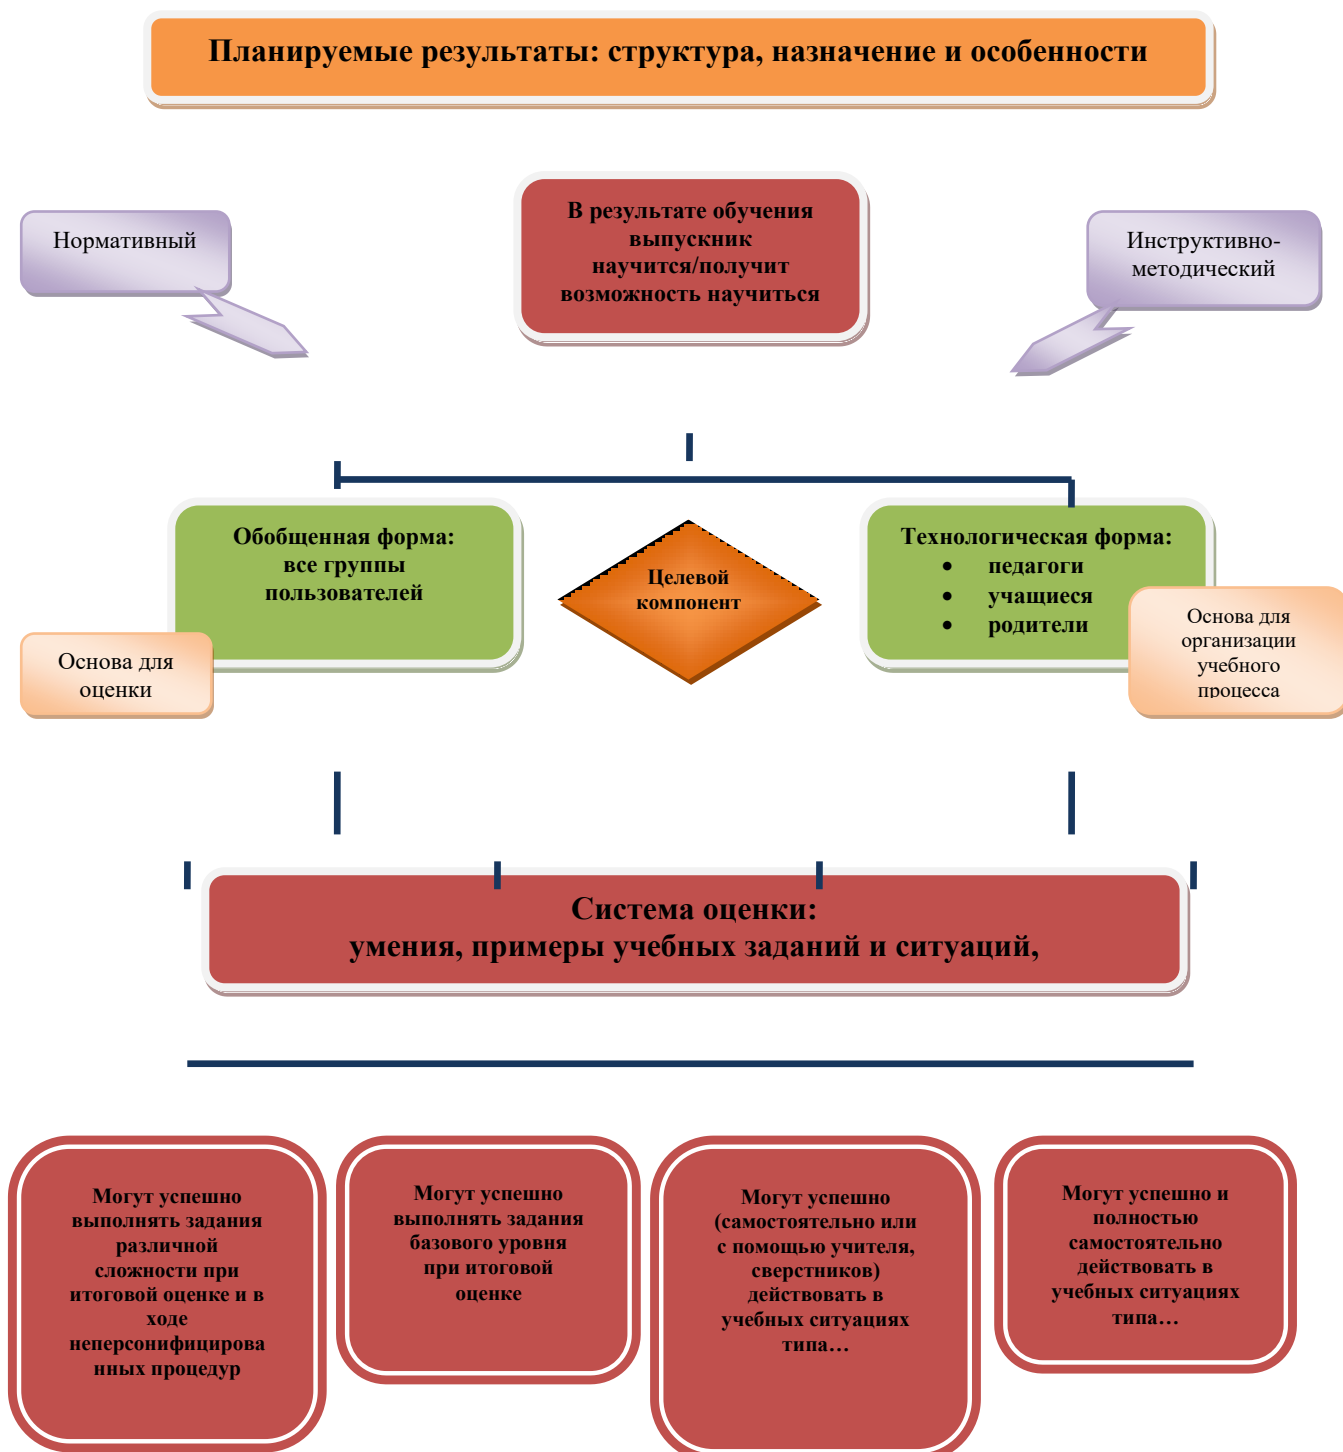 Планируемые результаты: структура, назначение и особенности
В результате обучения
выпускник
научится/получит
возможность научиться
Нормативный
Инструктивно-
методический
Обобщенная форма:
все группы
пользователей
Целевой
компонент
Технологическая форма:
• педагоги
• учащиеся
• родители
Основа для
оценки
Основа для
организации
учебного
процесса
Система оценки:
умения, примеры учебных заданий и ситуаций,
Могут успешно
выполнять задания
различной
сложности при
итоговой оценке и в
ходе
неперсонифицирова
нных процедур
Могут успешно
выполнять задания
базового уровня
при итоговой
оценке
Могут успешно
(самостоятельно или
с помощью учителя,
сверстников)
действовать в
учебных ситуациях
типа…
Могут успешно и
полностью
самостоятельно
действовать в
учебных ситуациях
типа…